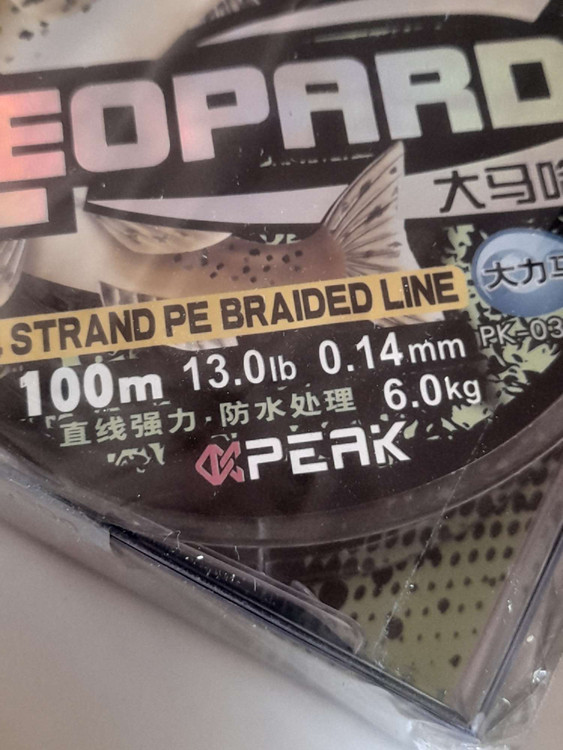 EOPARD
大马哈
大力马
STRAND PE BRAIDED LINE
PK-03
100m 13.0lb 0.14mm
直线强力·防水处理 6.0kg
PEAK